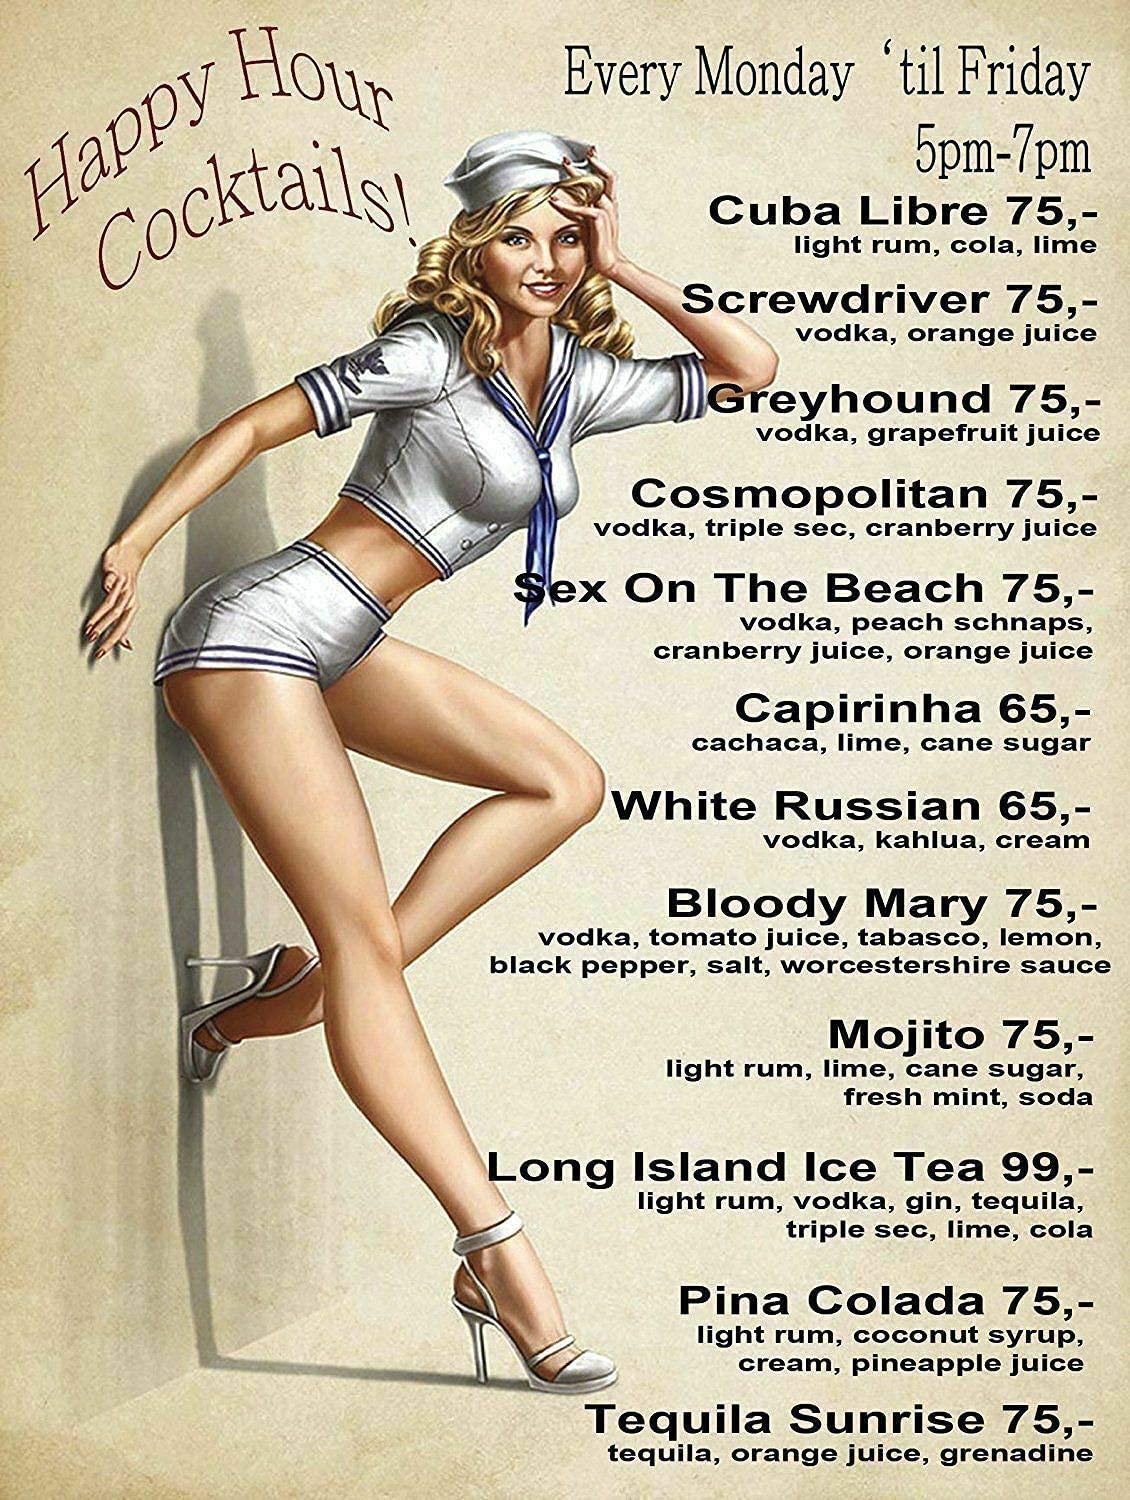 Happy Hour
Cocktails!
Every Monday ‘til Friday
5pm-7pm
Cuba Libre 75,-
light rum, cola, lime
Screwdriver 75,-
vodka, orange juice
Greyhound 75,-
vodka, grapefruit juice
Cosmopolitan 75,-
vodka, triple sec, cranberry juice
Sex On The Beach 75,-
vodka, peach schnaps,
cranberry juice, orange juice
Capirinha 65,-
cachaca, lime, cane sugar
White Russian 65,-
vodka, kahlua, cream
Bloody Mary 75,-
vodka, tomato juice, tabasco, lemon,
black pepper, salt, worcestershire sauce
Mojito 75,-
light rum, lime, cane sugar,
fresh mint, soda
Long Island Ice Tea 99,-
light rum, vodka, gin, tequila,
triple sec, lime, cola
Pina Colada 75,-
light rum, coconut syrup,
cream, pineapple juice
Tequila Sunrise 75,-
tequila, orange juice, grenadine